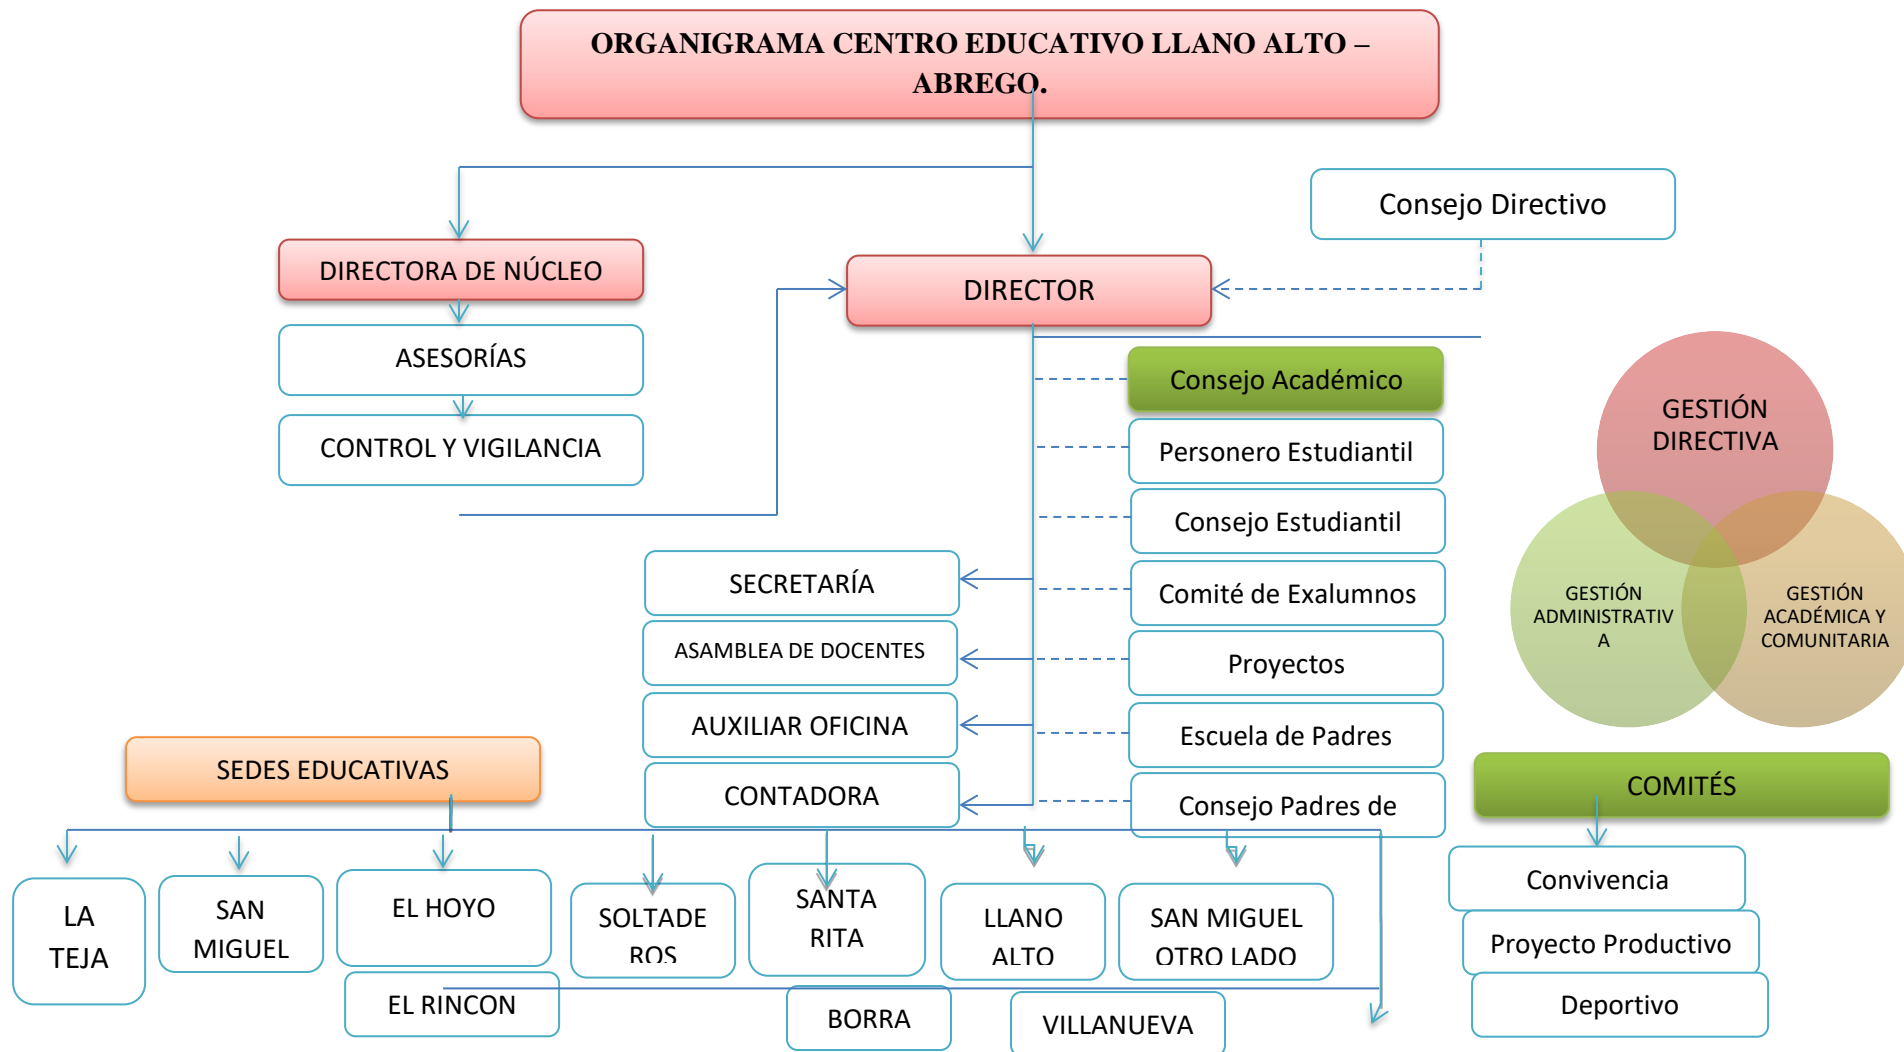 ORGANIGRAMA CENTRO EDUCATIVO LLANO ALTO –
ABREGO.
Consejo Directivo
DIRECTORA DE NÚCLEO
DIRECTOR
ASESORÍAS
CONTROL Y VIGILANCIA
Consejo Académico
Personero Estudiantil
Consejo Estudiantil
Comité de Exalumnos
Proyectos
Escuela de Padres
Consejo Padres de
SECRETARÍA
ASAMBLEA DE DOCENTES
AUXILIAR OFICINA
CONTADORA
GESTIÓN
DIRECTIVA
GESTIÓN
ADMINISTRATIV
A
GESTIÓN
ACADÉMICA Y
COMUNITARIA
SEDES EDUCATIVAS
LA
TEJA
SAN
MIGUEL
EL HOYO
SOLTADE
ROS
SANTA
RITA
LLANO
ALTO
SAN MIGUEL
OTRO LADO
EL RINCON
BORRA
VILLANUEVA
COMITÉS
Convivencia
Proyecto Productivo
Deportivo